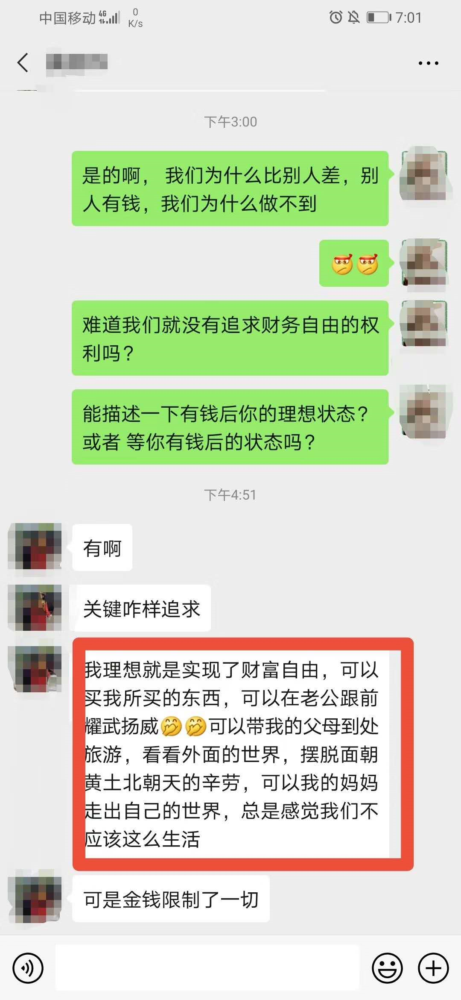 中国移动 4G 0 K/s 7:01
下午3:00
是的啊， 我们为什么比别人差，别
人有钱，我们为什么做不到
难道我们就没有追求财务自由的权
利吗？
能描述一下有钱后你的理想状态？
或者 等你有钱后的状态吗？
下午4:51
有啊
关键咋样追求
我理想就是实现了财富自由，可以
买我所买的东西，可以在老公跟前
耀武扬威🤭🤭可以带我的父母到处
旅游，看看外面的世界，摆脱面朝
黄土北朝天的辛劳，可以我的妈妈
走出自己的世界，总是感觉我们不
应该这么生活
可是金钱限制了一切